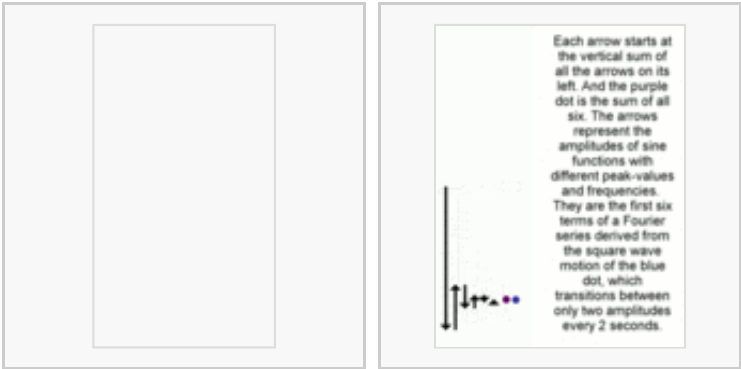 Each arrow starts at
the vertical sum of
all the arrows on its
left. And the purple
dot is the sum of all
six. The arrows
represent the
amplitudes of sine
functions with
different peak-values
and frequencies.
They are the first six
terms of a Fourier
series derived from
the square wave
motion of the blue
dot, which
transitions between
only two amplitudes
every 2 seconds.